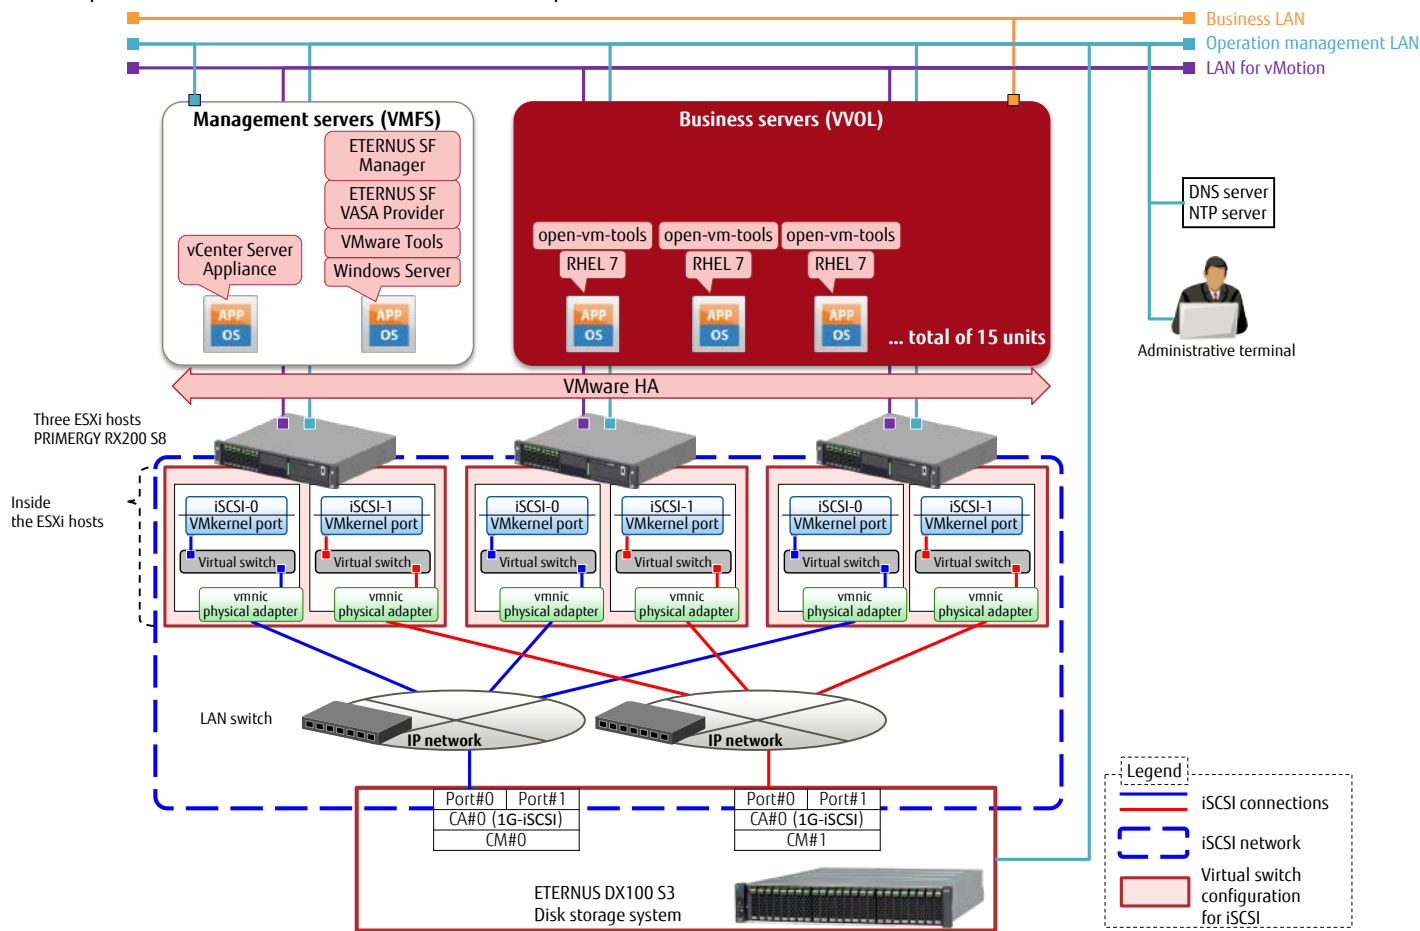 Business LAN
Operation management LAN
LAN for vMotion
Management servers (VMFS)
ETERNUS SF
Manager
ETERNUS SF
VASA Provider
VMware Tools
Windows Server
vCenter Server
Appliance
APP
OS
APP
OS
Business servers (VVOL)
open-vm-tools
open-vm-tools
open-vm-tools
RHEL 7
RHEL 7
RHEL 7
APP
OS
APP
OS
APP
OS
... total of 15 units
DNS server
NTP server
Administrative terminal
VMware HA
Three ESXi hosts
PRIMERGY RX200 S8
Inside
the ESXi hosts
iSCSI-0
VMkernel port
Virtual switch
vmnic
physical adapter
iSCSI-1
VMkernel port
Virtual switch
vmnic
physical adapter
iSCSI-0
VMkernel port
Virtual switch
vmnic
physical adapter
iSCSI-1
VMkernel port
Virtual switch
vmnic
physical adapter
iSCSI-0
VMkernel port
Virtual switch
vmnic
physical adapter
iSCSI-1
VMkernel port
Virtual switch
vmnic
physical adapter
LAN switch
IP network
IP network
Port#0 Port#1
CA#0 (1G-iSCSI)
CM#0
Port#0 Port#1
CA#0 (1G-iSCSI)
CM#1
ETERNUS DX100 S3
Disk storage system
Legend
iSCSI connections
iSCSI network
Virtual switch
configuration
for iSCSI